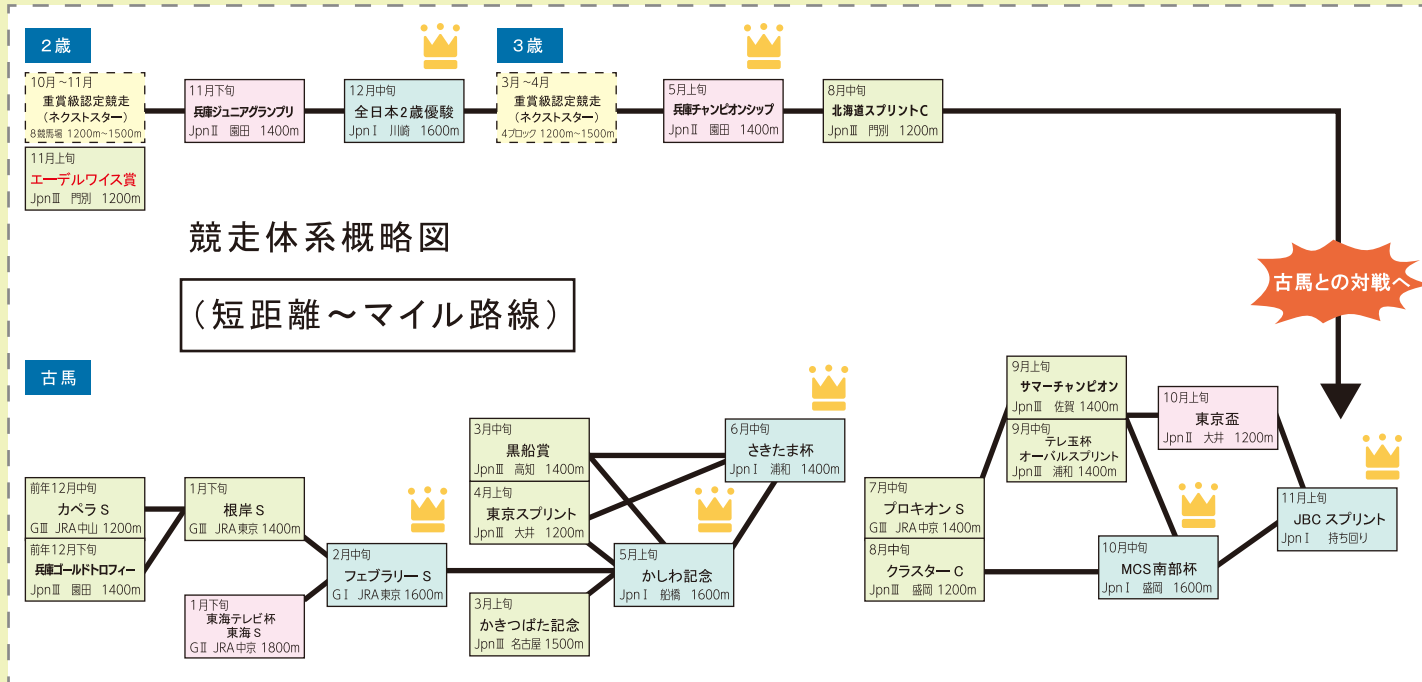 2歳
3歳
10月～11月
重賞級認定競走
（ネクストスター）
8競馬場 1200m～1500m
11月上旬
エーデルワイス賞
JpnⅢ 門別 1200m
11月下旬
兵庫ジュニアグランプリ
JpnⅡ 園田 1400m
12月中旬
全日本2歳優駿
JpnⅠ 川崎 1600m
3月～4月
重賞級認定競走
（ネクストスター）
4ブロック 1200m～1500m
5月上旬
兵庫チャンピオンシップ
JpnⅡ 園田 1400m
8月中旬
北海道スプリントC
JpnⅢ 門別 1200m
競走体系概略図
（短距離～マイル路線）
古馬との対戦へ
古馬
前年12月中旬
カペラS
GⅢ JRA中山 1200m
前年12月下旬
兵庫ゴールドトロフィー
JpnⅢ 園田 1400m
1月下旬
根岸S
GⅢ JRA東京 1400m
1月下旬
東海テレビ杯
東海S
GⅡ JRA中京 1800m
2月中旬
フェブラリーS
GⅠ JRA東京 1600m
3月中旬
黒船賞
JpnⅢ 高知 1400m
4月上旬
東京スプリント
JpnⅢ 大井 1200m
3月上旬
かきつばた記念
JpnⅢ 名古屋 1500m
5月上旬
かしわ記念
JpnⅠ 船橋 1600m
6月中旬
さきたま杯
JpnⅠ 浦和 1400m
7月中旬
プロキオンS
GⅢ JRA中京 1400m
8月中旬
クラスターC
JpnⅢ 盛岡 1200m
9月上旬
サマーチャンピオン
JpnⅢ 佐賀 1400m
9月中旬
テレ玉杯
オーバルスプリント
JpnⅢ 浦和 1400m
10月上旬
東京盃
JpnⅡ 大井 1200m
10月中旬
MCS南部杯
JpnⅠ 盛岡 1600m
11月上旬
JBCスプリント
JpnⅠ 持ち回り